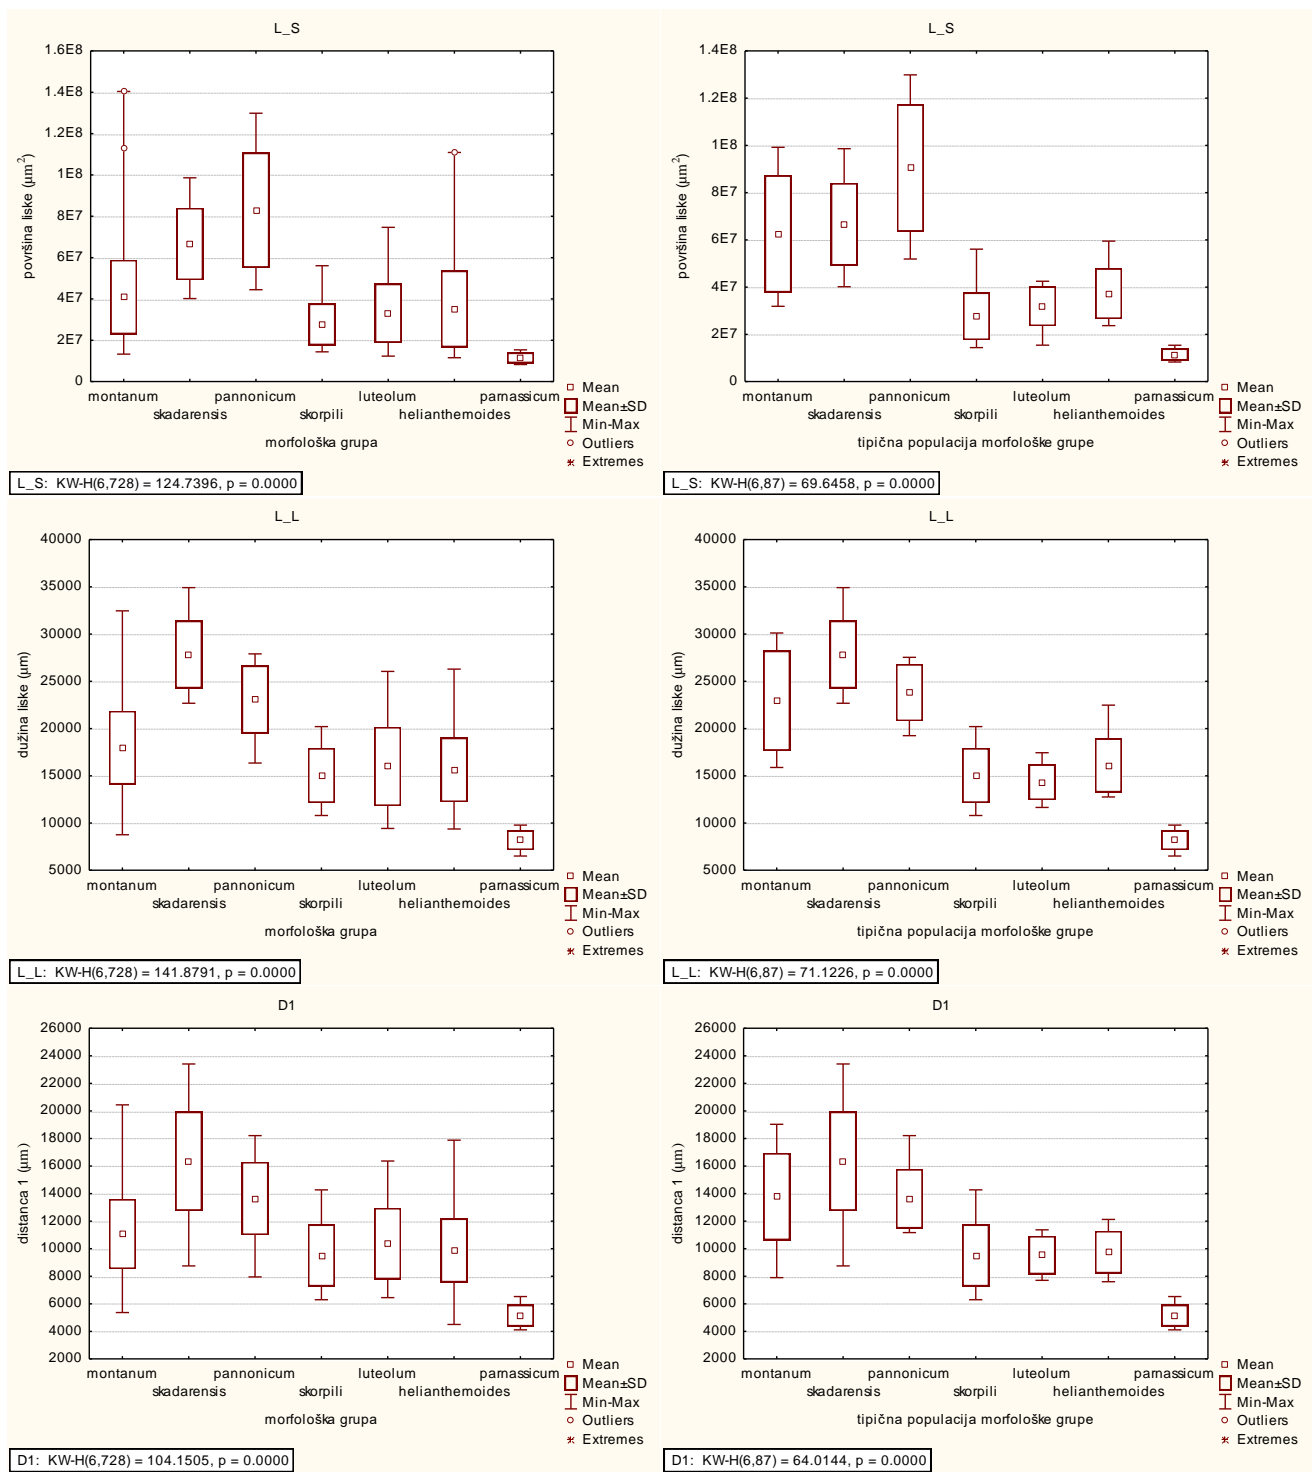 L_S
1.6E8
1.4E8
1.2E8
1E8
8E7
6E7
4E7
2E7
0
površina liske (µm²)
montanum
skadarensis
pannonicum
skorpili
luteolum
helianthemoides
parnassicum
morfološka grupa
Mean
Mean±SD
Min-Max
Outliers
Extremes
L_S: KW-H(6,728) = 124.7396, p = 0.0000
L_S
1.4E8
1.2E8
1E8
8E7
6E7
4E7
2E7
0
površina liske (µm²)
montanum
skadarensis
pannonicum
skorpili
luteolum
helianthemoides
parnassicum
tipična populacija morfološke grupe
Mean
Mean±SD
Min-Max
Outliers
Extremes
L_S: KW-H(6,87) = 69.6458, p = 0.0000
L_L
40000
35000
30000
25000
20000
15000
10000
5000
dužina liske (µm)
montanum
skadarensis
pannonicum
skorpili
luteolum
helianthemoides
parnassicum
morfološka grupa
Mean
Mean±SD
Min-Max
Outliers
Extremes
L_L: KW-H(6,728) = 141.8791, p = 0.0000
L_L
40000
35000
30000
25000
20000
15000
10000
5000
dužina liske (µm)
montanum
skadarensis
pannonicum
skorpili
luteolum
helianthemoides
parnassicum
tipična populacija morfološke grupe
Mean
Mean±SD
Min-Max
Outliers
Extremes
L_L: KW-H(6,87) = 71.1226, p = 0.0000
D1
26000
24000
22000
20000
18000
16000
14000
12000
10000
8000
6000
4000
2000
distanca 1 (µm)
montanum
skadarensis
pannonicum
skorpili
luteolum
helianthemoides
parnassicum
morfološka grupa
Mean
Mean±SD
Min-Max
Outliers
Extremes
D1: KW-H(6,728) = 104.1505, p = 0.0000
D1
26000
24000
22000
20000
18000
16000
14000
12000
10000
8000
6000
4000
2000
distanca 1 (µm)
montanum
skadarensis
pannonicum
skorpili
luteolum
helianthemoides
parnassicum
tipična populacija morfološke grupe
Mean
Mean±SD
Min-Max
Outliers
Extremes
D1: KW-H(6,87) = 64.0144, p = 0.0000